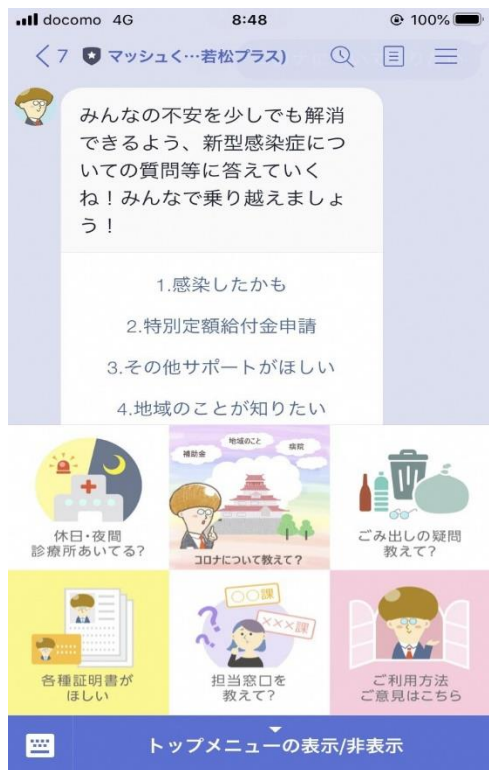 docomo 4G 8:48 100%
7 マッシュく…若松プラス)
みんなの不安を少しでも解消
できるよう、新型感染症につ
いての質問等に答えていく
ね！みんなで乗り越えましょ
う！
1.感染したかも
2.特別定額給付金申請
3.その他サポートがほしい
4.地域のことが知りたい
休日・夜間
診療所あいてる?
補助金
地域のこと
病院
コロナについて教えて？
ごみ出しの疑問
教えて?
各種証明書が
ほしい
○○課
×××課
担当窓口を
教えて?
ご利用方法
ご意見はこちら
トップメニューの表示/非表示